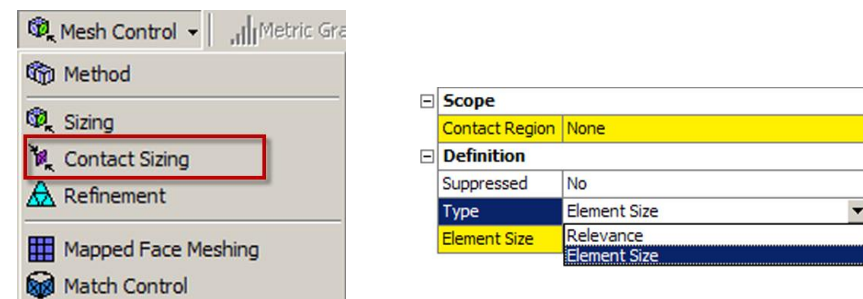 Mesh Control
Metric Gra
Method
Sizing
Contact Sizing
Refinement
Mapped Face Meshing
Match Control
Scope
Contact Region None
Definition
Suppressed No
Type Element Size
Element Size Relevance
Element Size